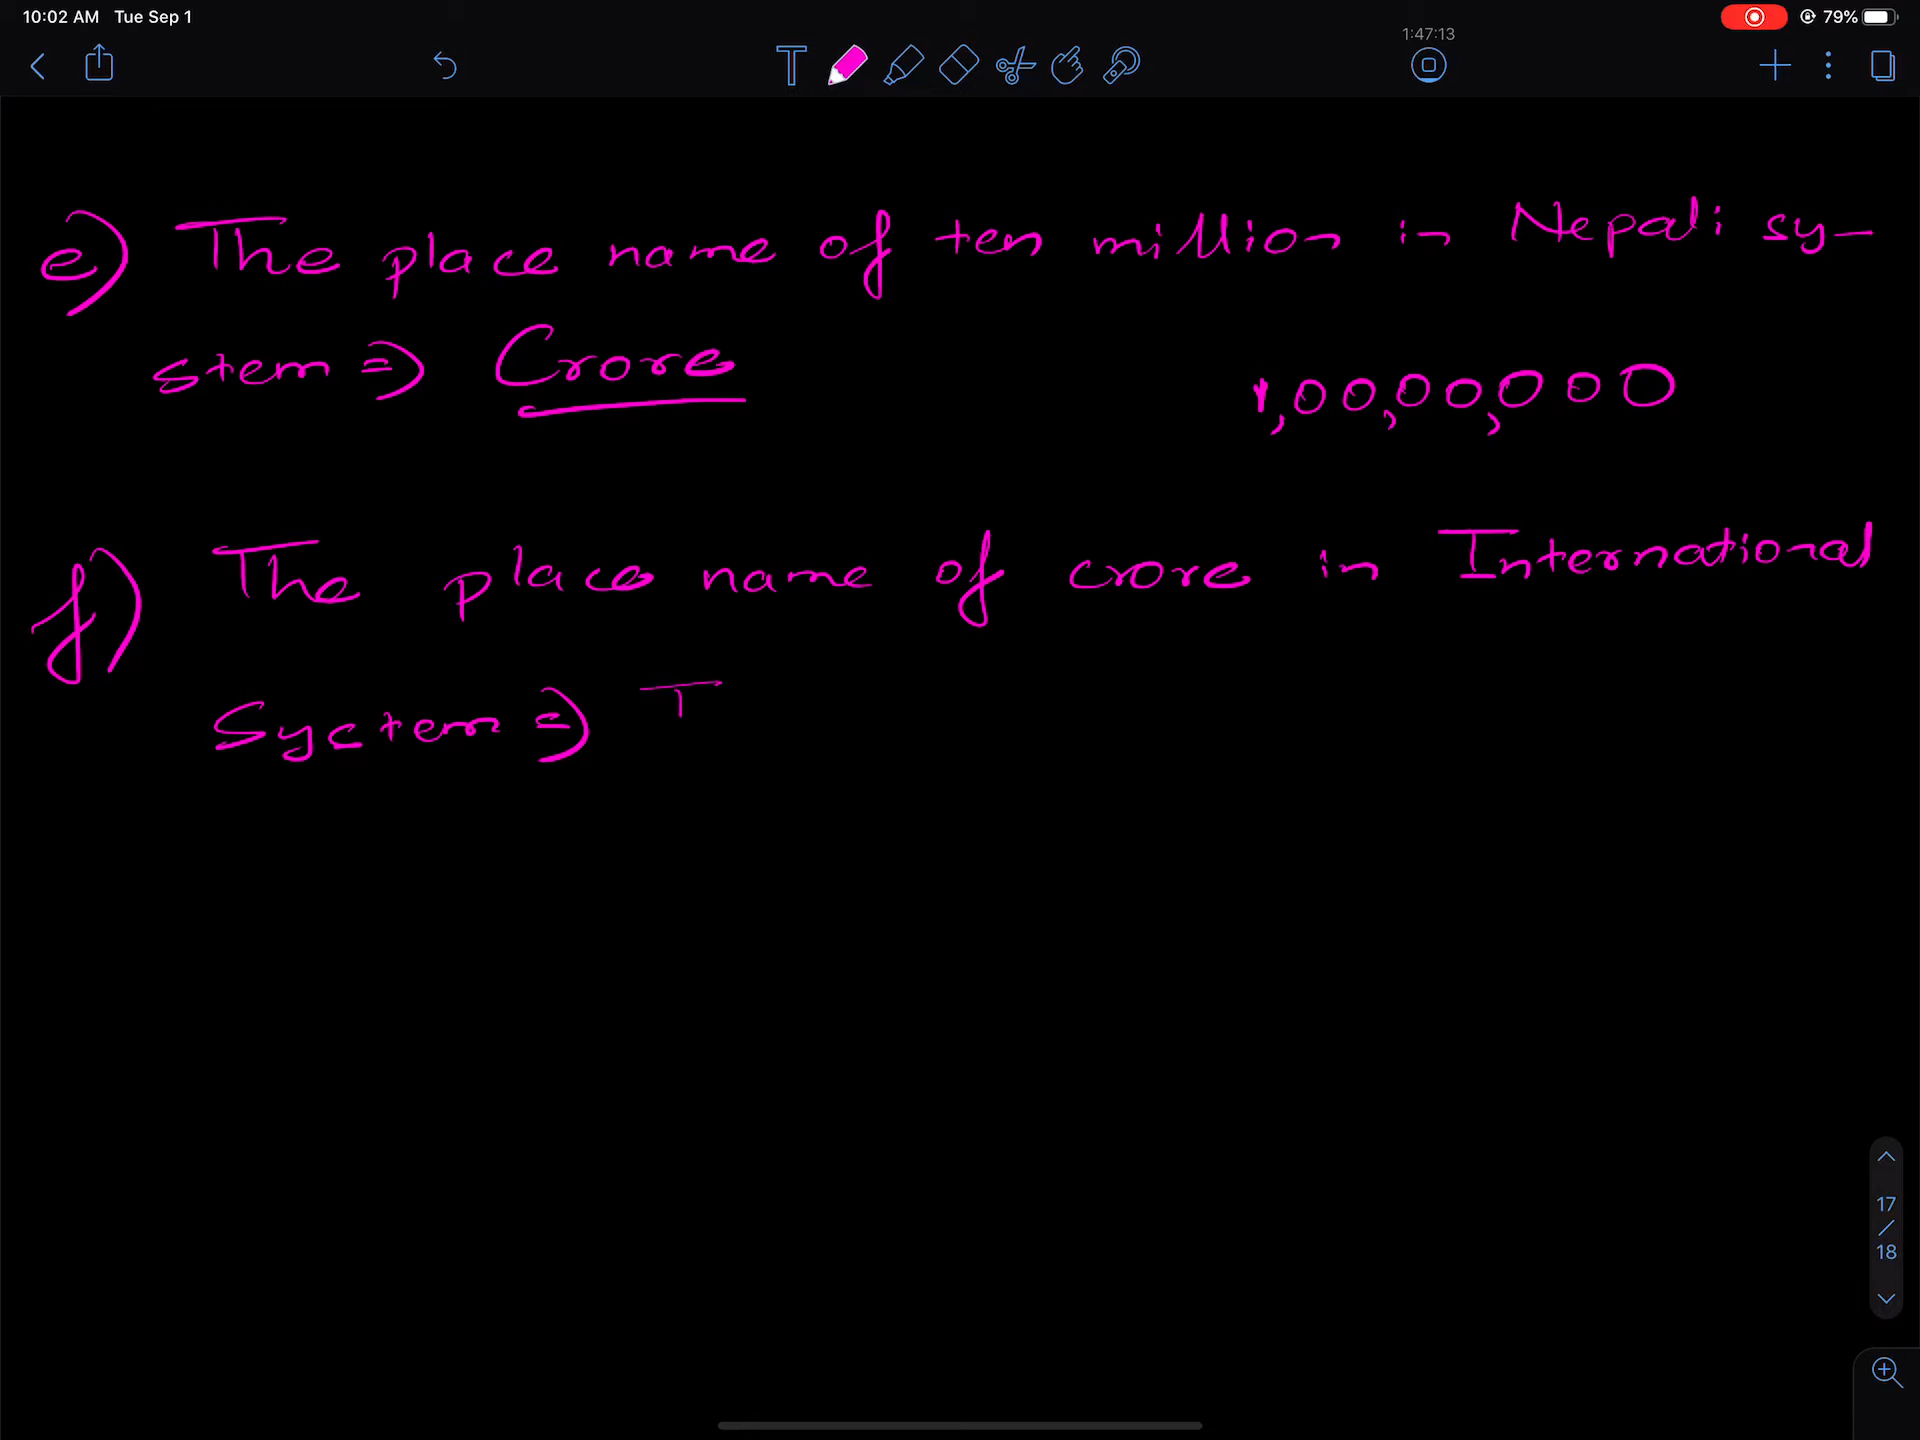 10:02 AM Tue Sep 1
79%
1:47:13
e) The place name of ten million in Nepali sy-
stem => Crore
1,00,00,000
f) The place name of crore in International
System => T
17
/
18